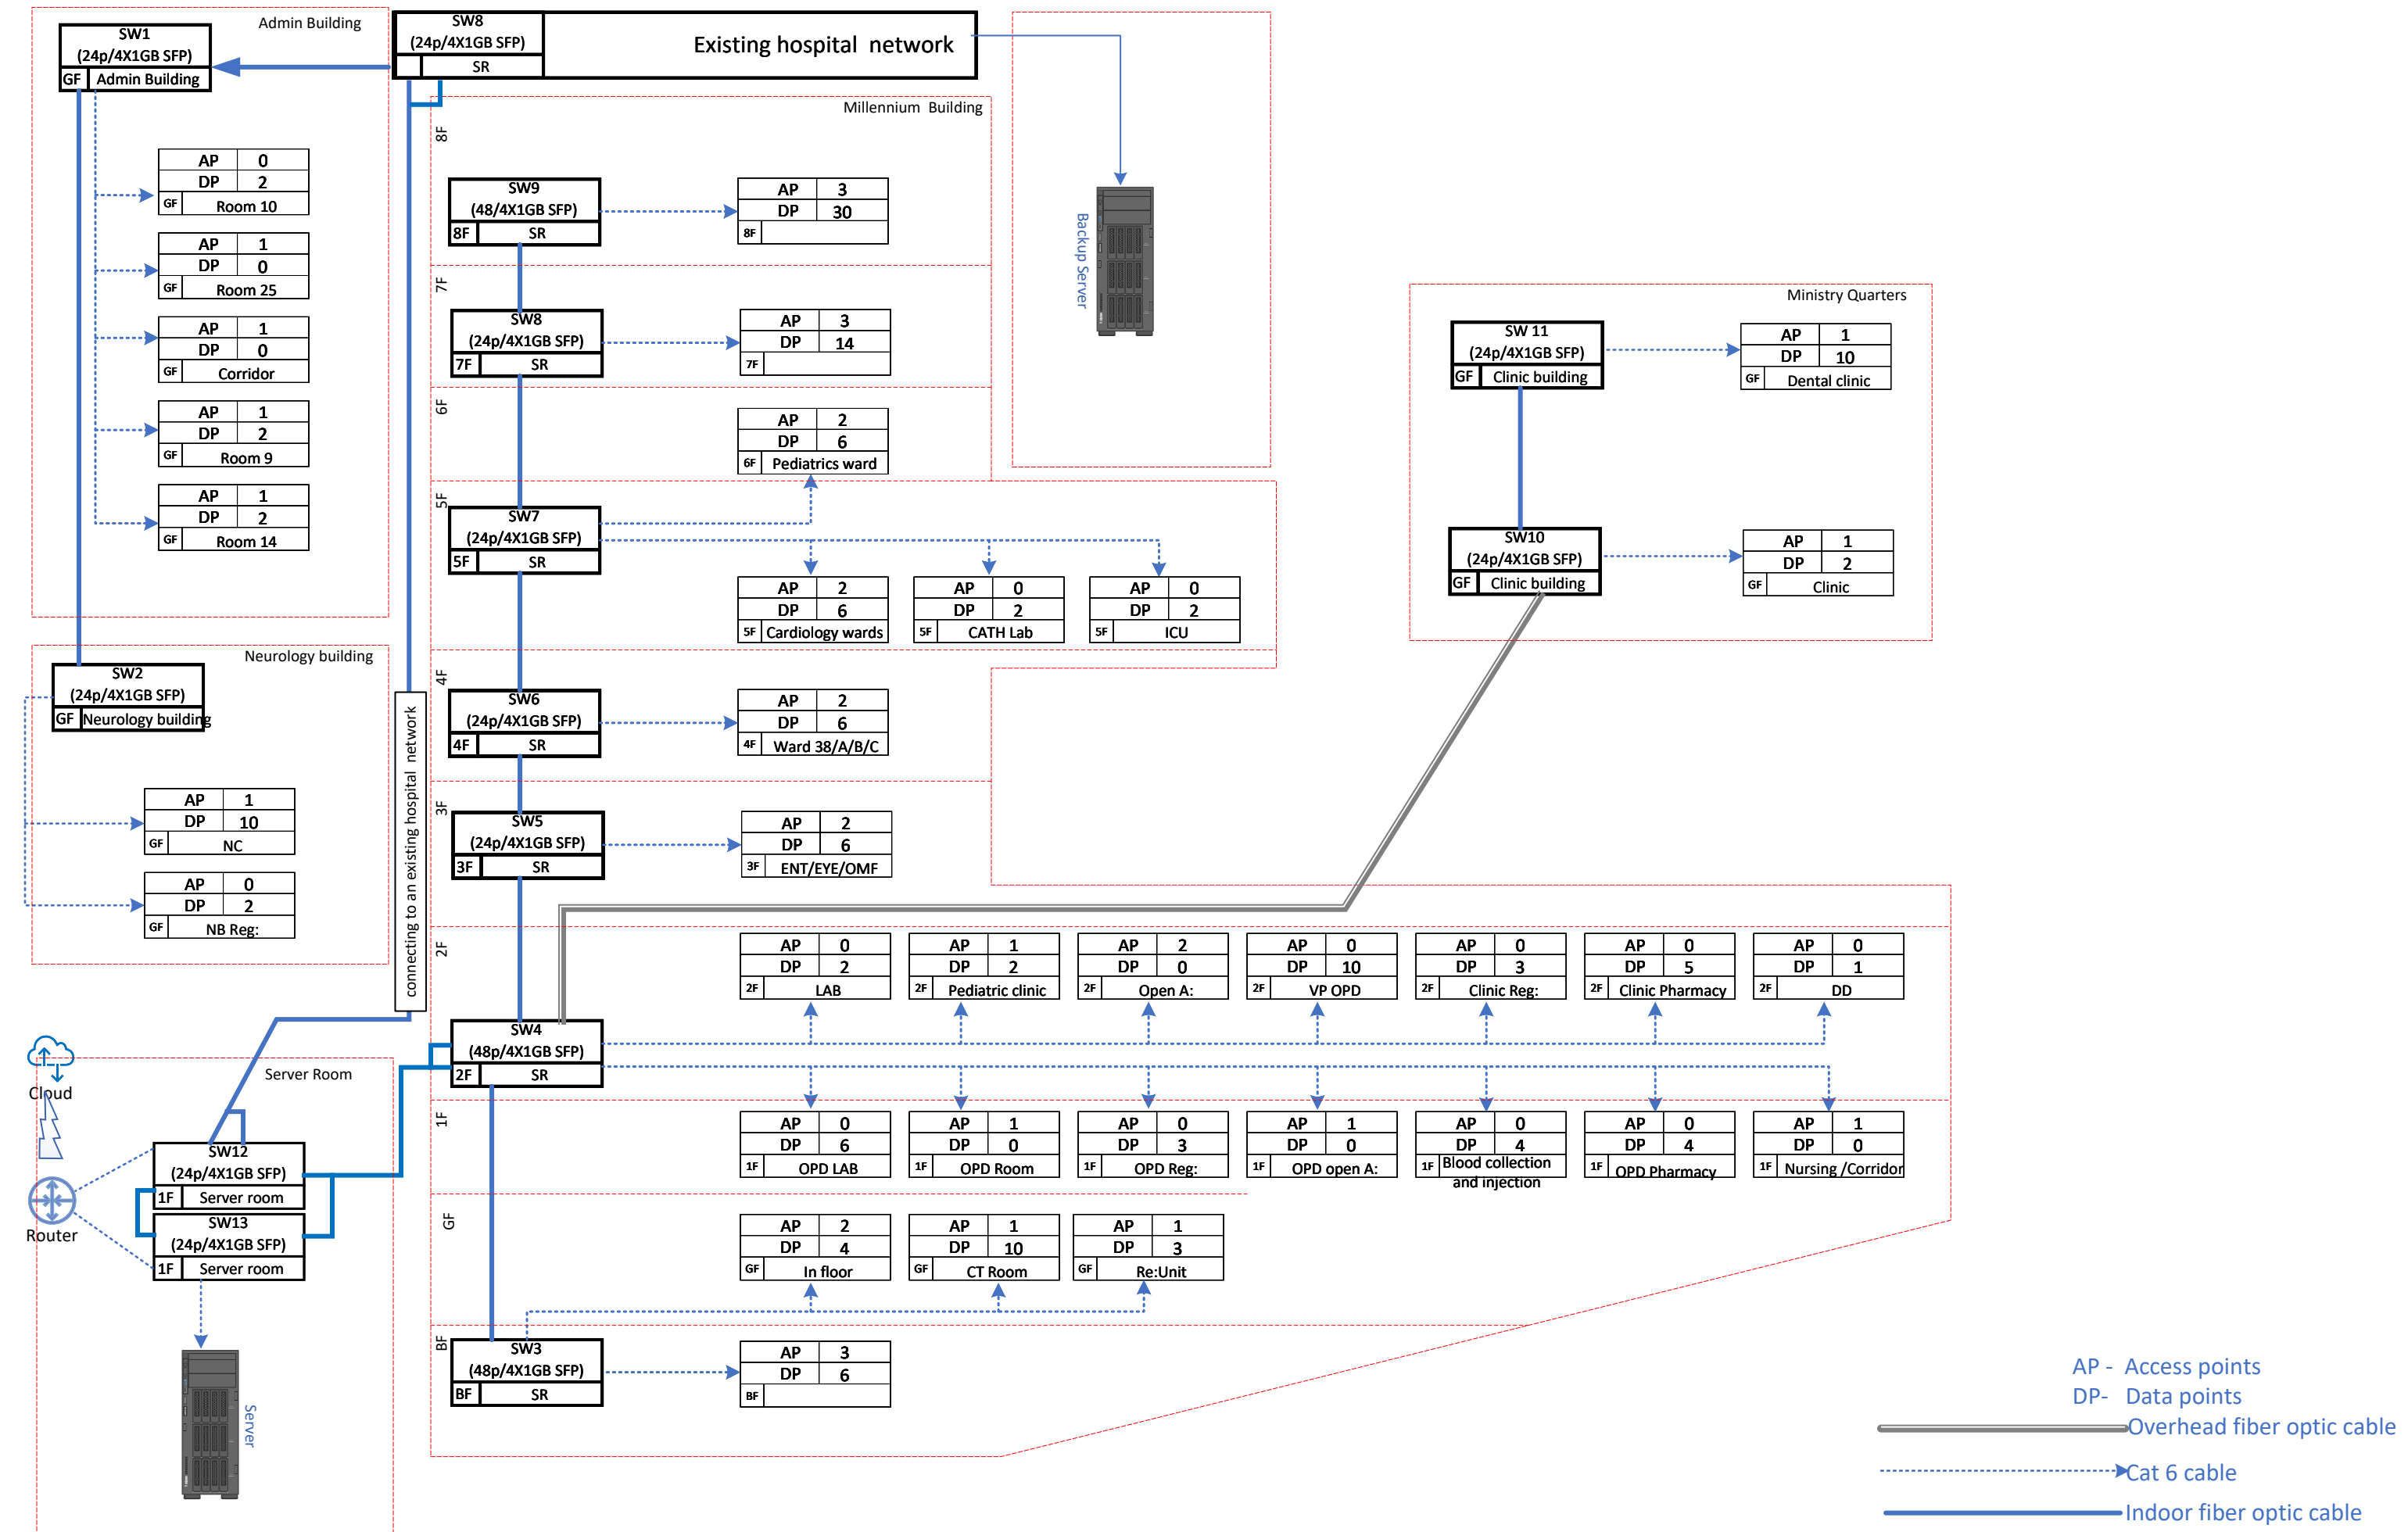 Admin Building
SW1
(24p/4X1GB SFP)
GF Admin Building
AP 0
DP 2
GF Room 10
AP 1
DP 0
GF Room 25
AP 1
DP 0
GF Corridor
AP 1
DP 2
GF Room 9
AP 1
DP 2
GF Room 14
Neurology building
SW2
(24p/4X1GB SFP)
GF Neurology building
AP 1
DP 10
GF NC
AP 0
DP 2
GF NB Reg:
SW8
(24p/4X1GB SFP)
SR
Existing hospital network
connecting to an existing hospital network
Cloud
Router
Server Room
SW12
(24p/4X1GB SFP)
1F Server room
SW13
(24p/4X1GB SFP)
1F Server room
Server
Millennium Building
8F
SW9
(48/4X1GB SFP)
8F SR
AP 3
DP 30
8F
7F
SW8
(24p/4X1GB SFP)
7F SR
AP 3
DP 14
7F
6F
AP 2
DP 6
6F Pediatrics ward
5F
SW7
(24p/4X1GB SFP)
5F SR
AP 2
DP 6
5F Cardiology wards
AP 0
DP 2
5F CATH Lab
AP 0
DP 2
5F ICU
4F
SW6
(24p/4X1GB SFP)
4F SR
AP 2
DP 6
4F Ward 38/A/B/C
3F
SW5
(24p/4X1GB SFP)
3F SR
AP 2
DP 6
3F ENT/EYE/OMF
2F
SW4
(48p/4X1GB SFP)
2F SR
AP 0
DP 2
2F LAB
AP 1
DP 2
2F Pediatric clinic
AP 2
DP 0
2F Open A:
AP 0
DP 10
2F VP OPD
AP 0
DP 3
2F Clinic Reg:
AP 0
DP 5
2F Clinic Pharmacy
AP 0
DP 1
2F DD
1F
AP 0
DP 6
1F OPD LAB
AP 1
DP 0
1F OPD Room
AP 0
DP 3
1F OPD Reg:
AP 1
DP 0
1F OPD open A:
AP 0
DP 4
1F Blood collection
and injection
AP 0
DP 4
1F OPD Pharmacy
AP 1
DP 0
1F Nursing /Corridor
GF
AP 2
DP 4
GF In floor
AP 1
DP 10
GF CT Room
AP 1
DP 3
GF Re:Unit
BF
SW3
(48p/4X1GB SFP)
BF SR
AP 3
DP 6
BF
Backup Server
Ministry Quarters
SW 11
(24p/4X1GB SFP)
GF Clinic building
AP 1
DP 10
GF Dental clinic
SW10
(24p/4X1GB SFP)
GF Clinic building
AP 1
DP 2
GF Clinic
AP - Access points
DP- Data points
Overhead fiber optic cable
Cat 6 cable
Indoor fiber optic cable